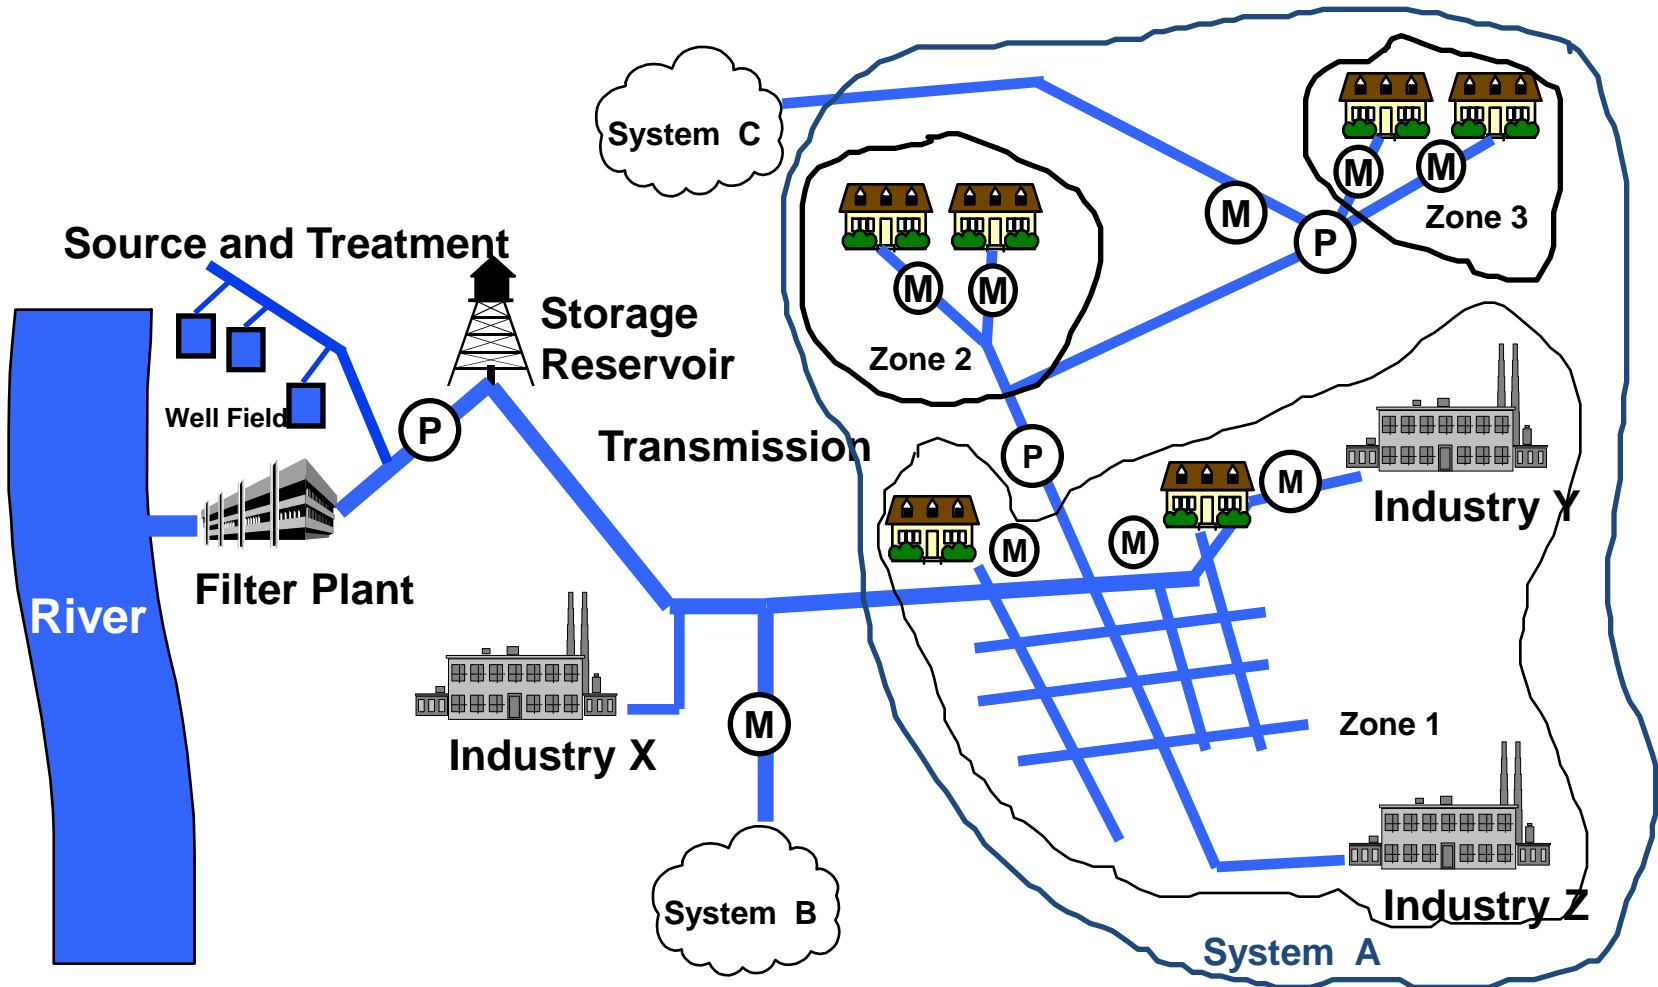 System C
M
M
M
Zone 3
P
Source and Treatment
M
M
Storage
Reservoir
Zone 2
Well Field
P
Transmission
P
M
Industry Y
M
M
Filter Plant
River
Industry X
M
Zone 1
System B
Industry Z
System A